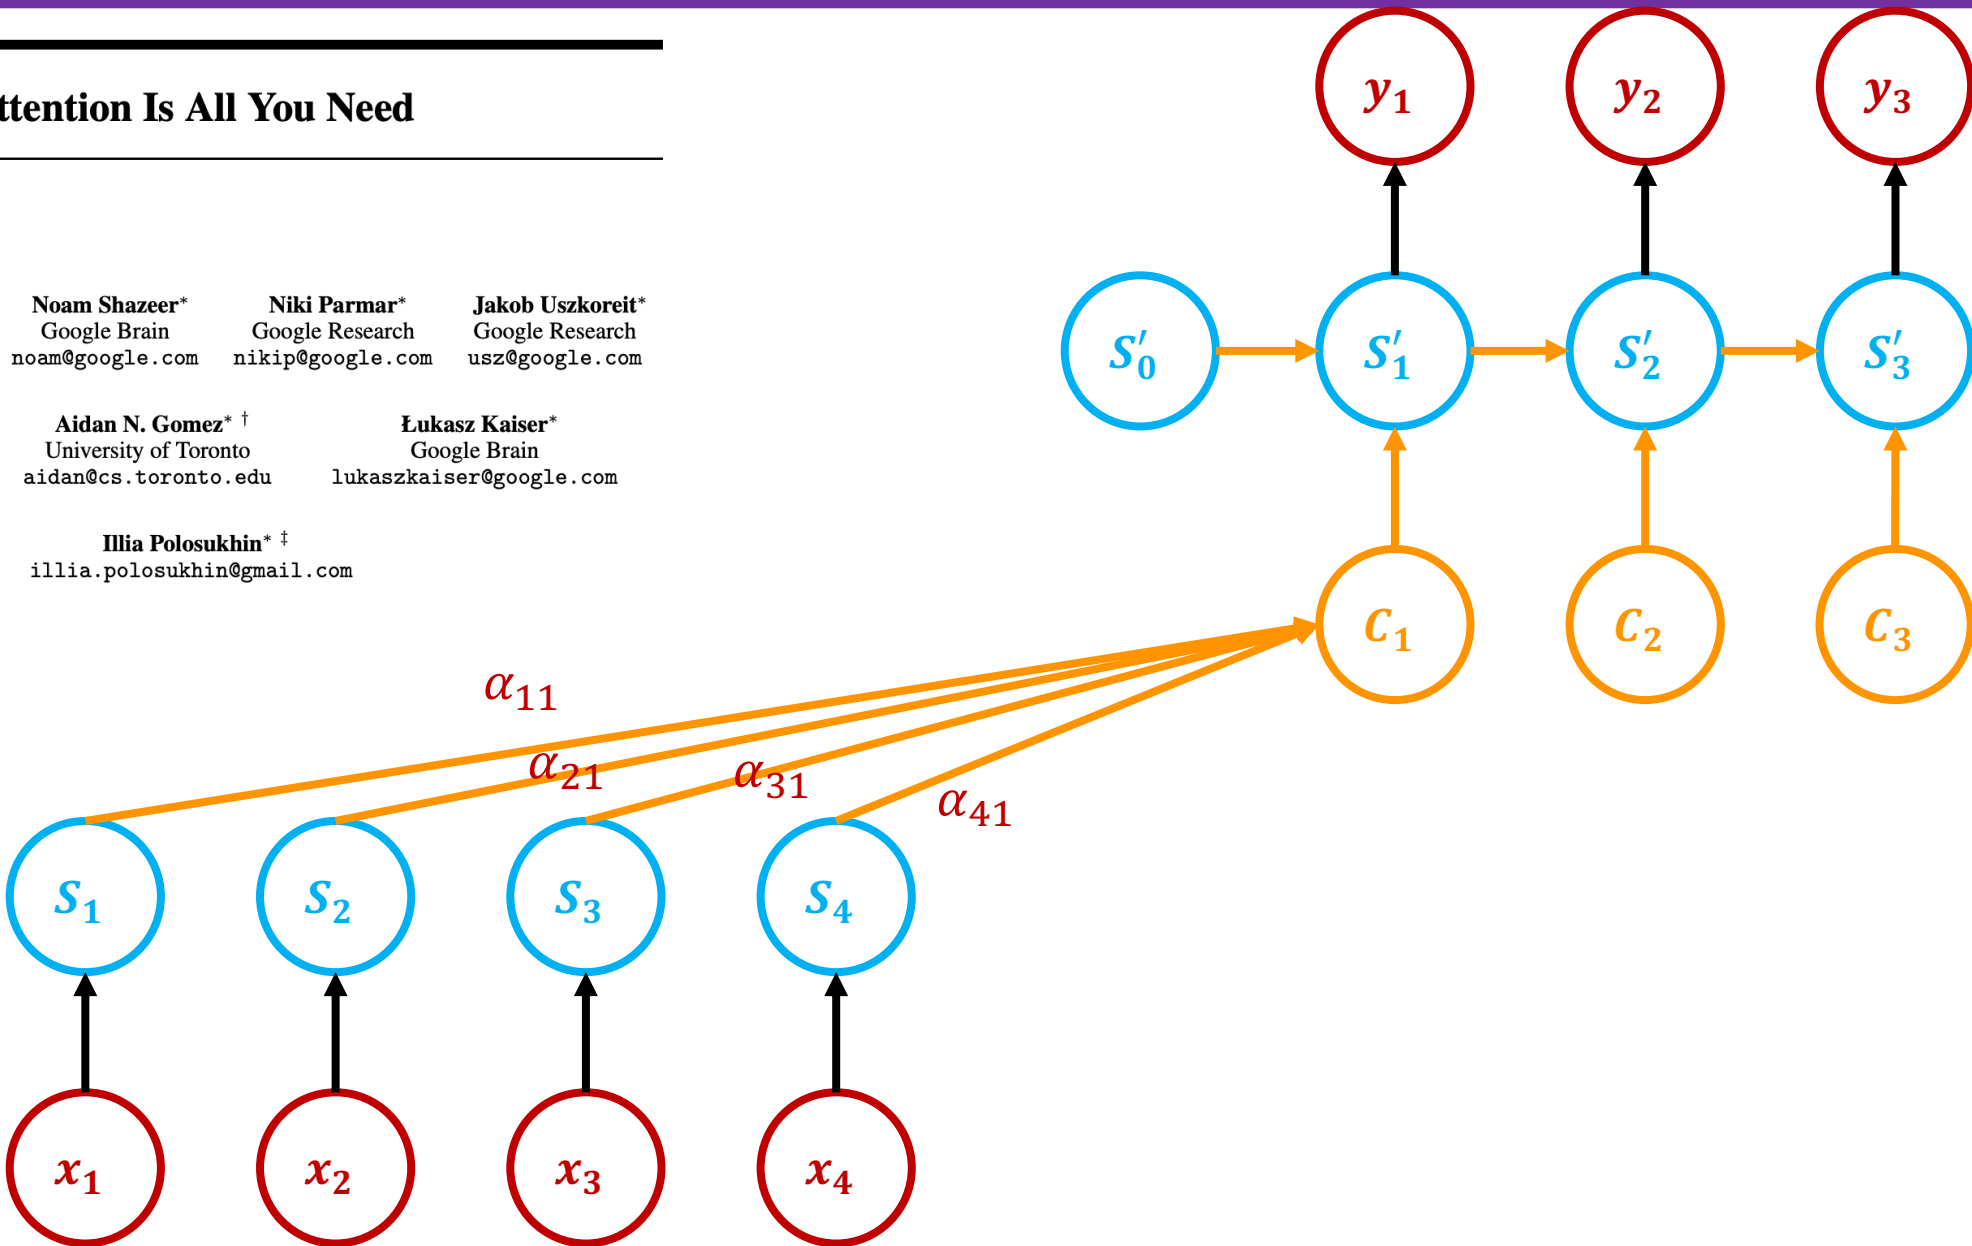 ttention Is All You Need
Noam Shazeer* Niki Parmar* Jakob Uszkoreit*
Google Brain Google Research Google Research
noam@google.com nikip@google.com usz@google.com
Aidan N. Gomez* † Łukasz Kaiser*
University of Toronto Google Brain
aidan@cs.toronto.edu lukaszkaiser@google.com
Illia Polosukhin* ‡
illia.polosukhin@gmail.com
y₁ y₂ y₃
S′₀ S′₁ S′₂ S′₃
C₁ C₂ C₃
α₁₁
α₂₁ α₃₁ α₄₁
S₁ S₂ S₃ S₄
x₁ x₂ x₃ x₄